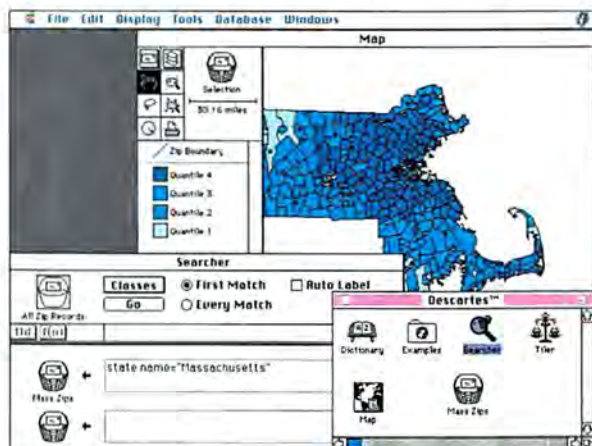 File Edit Display Tools Database Windows
Map
Selection
30.16 miles
Zip Boundary
Quantile 4
Quantile 3
Quantile 2
Quantile 1
Searcher
All Zip Records
Classes
Go
First Match
Every Match
Auto Label
f(x)
Mass Zips
state name="Massachusetts"
Descartes™
Dictionary
Examples
Searcher
Tiler
Map
Mass Zips